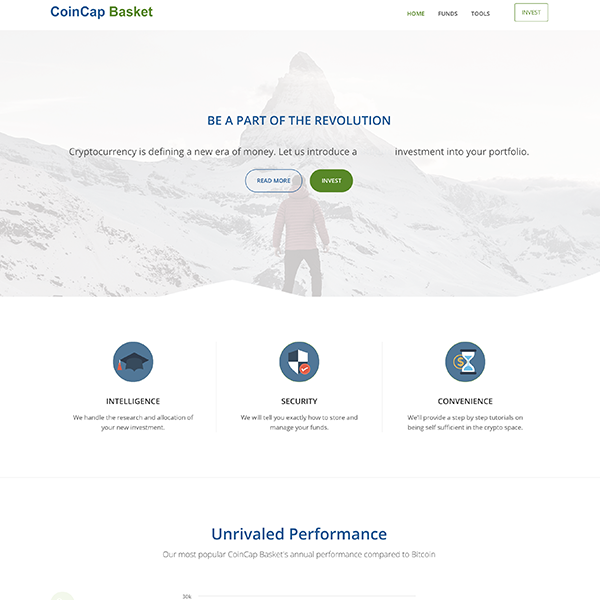 CoinCap Basket
HOME FUNDS TOOLS INVEST
BE A PART OF THE REVOLUTION
Cryptocurrency is defining a new era of money. Let us introduce a investment into your portfolio.
READ MORE INVEST
INTELLIGENCE
We handle the research and allocation of
your new investment.
SECURITY
We will tell you exactly how to store and
manage your funds.
CONVENIENCE
We'll provide a step by step tutorials on
being self sufficient in the crypto space.
Unrivaled Performance
Our most popular CoinCap Basket's annual performance compared to Bitcoin
30k